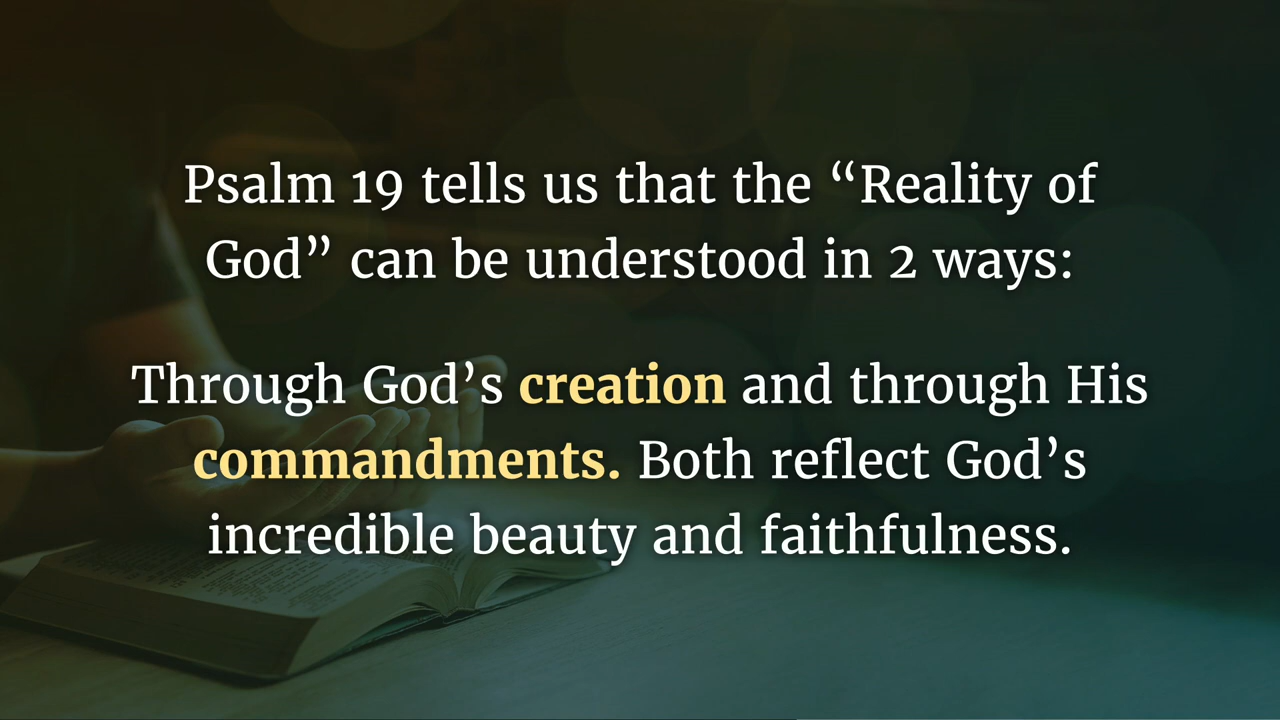 Psalm 19 tells us that the “Reality of
God” can be understood in 2 ways:
Through God’s creation and through His
commandments. Both reflect God’s
incredible beauty and faithfulness.